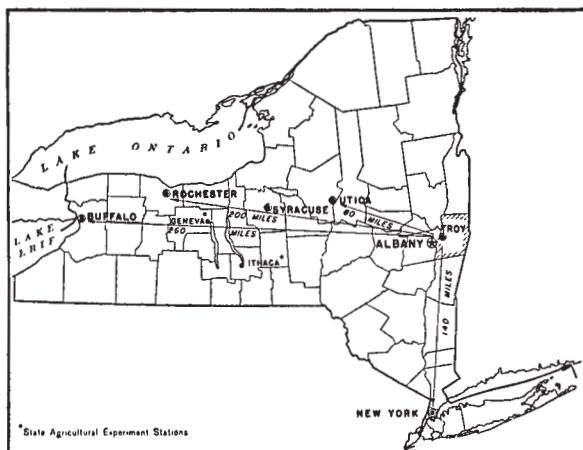 LAKE ONTARIO
ROCHESTER
UTICA
SYRACUSE
BUFFALO
GENEVA*
200 MILES
80 MILES
260 MILES
TROY
ALBANY
LAKE ERIE
ITHACA*
140 MILES
NEW YORK
*State Agricultural Experiment Stations